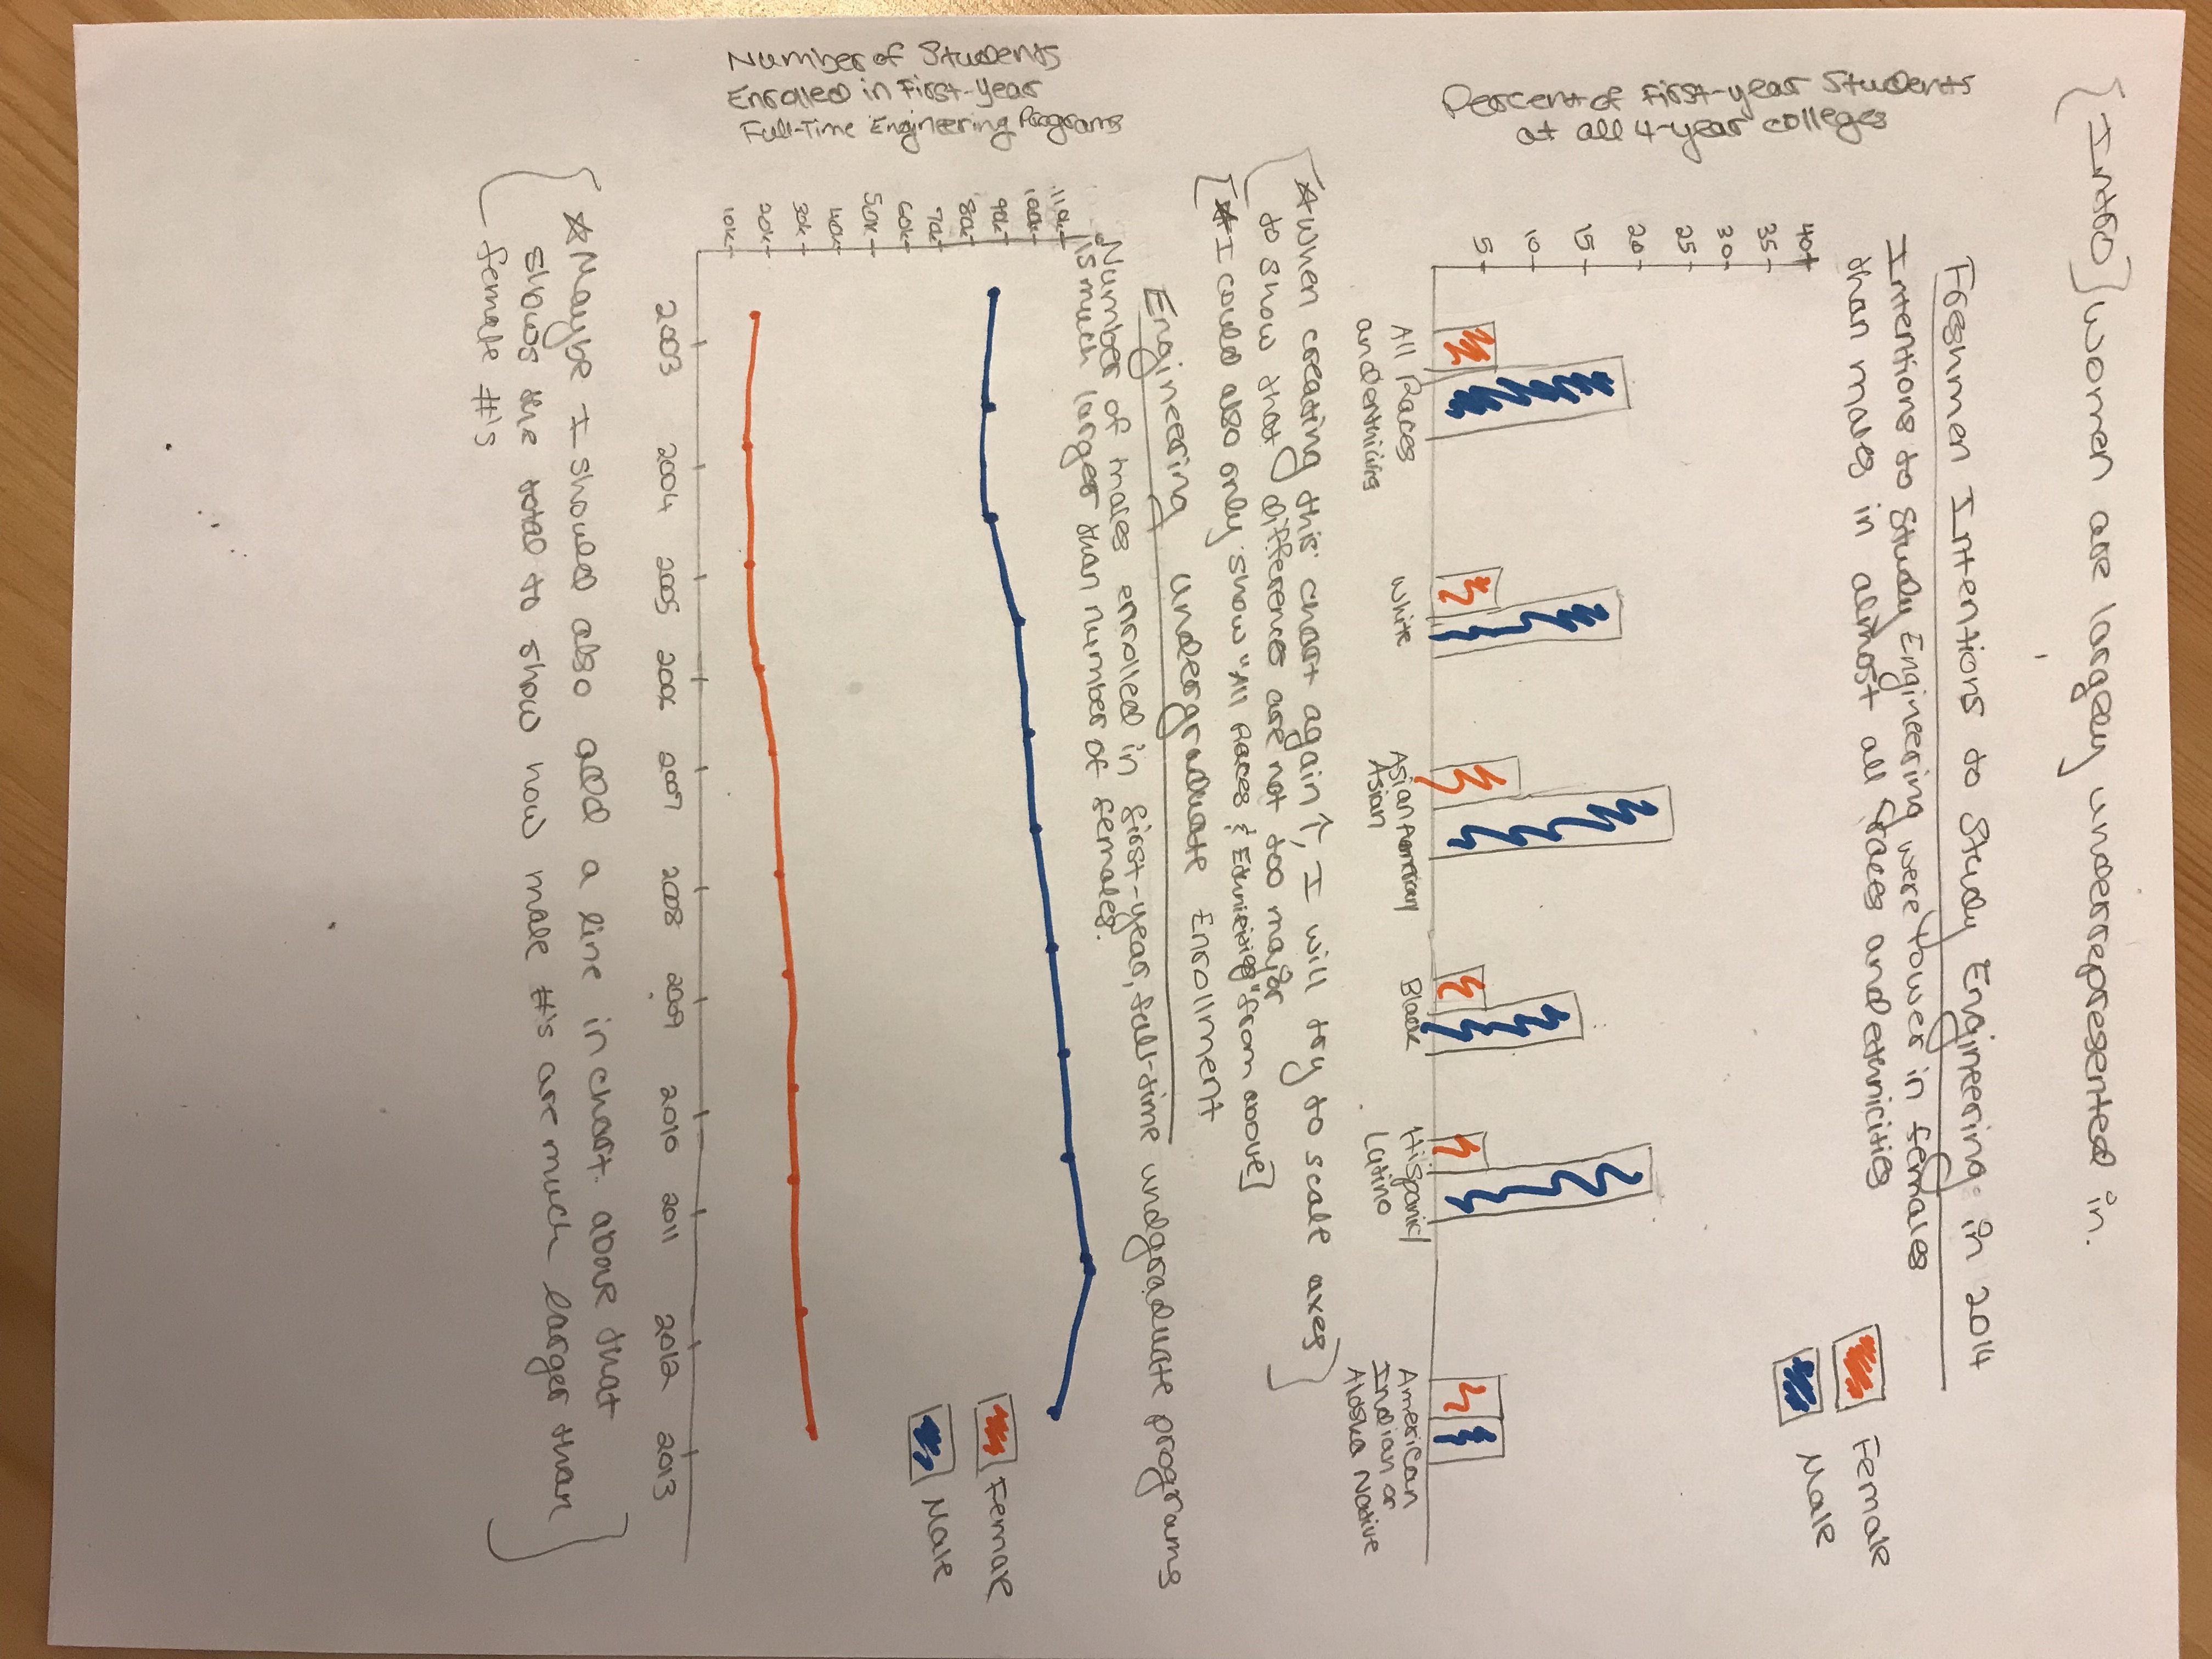 {Intro} Women are largely underrepresented in.
Freshmen Intentions to Study Engineering in 2014
Intentions to Study Engineering were lower in females
than males in almost all races and ethnicities
Female
Male
Percent of First-year Students
at all 4-year colleges
40
35
30
25
20
15
10
5
All Races
and ethnicities
White
Asian American
Asian
Black
Hispanic/
Latino
American
Indian or
Alaska Native
[☆ When creating this chart again ↑, I will try to scale axes
to show that differences are not too major]
[☆ I could also only show "All Races & Ethnicities" from above]
Engineering Undergraduate Enrollment
Number of males enrolled in first-year, full-time undgraduate programs
is much larger than number of females.
Female
Male
Number of Students
Enrolled in First-Year
Full-Time Engineering Programs
110k
100k
90k
80k
70k
60k
50k
40k
30k
20k
10k
2003 2004 2005 2006 2007 2008 2009 2010 2011 2012 2013
[☆ Maybe I should also add a line in chart above that
shows the total to show how male #'s are much larger than
female #'s]